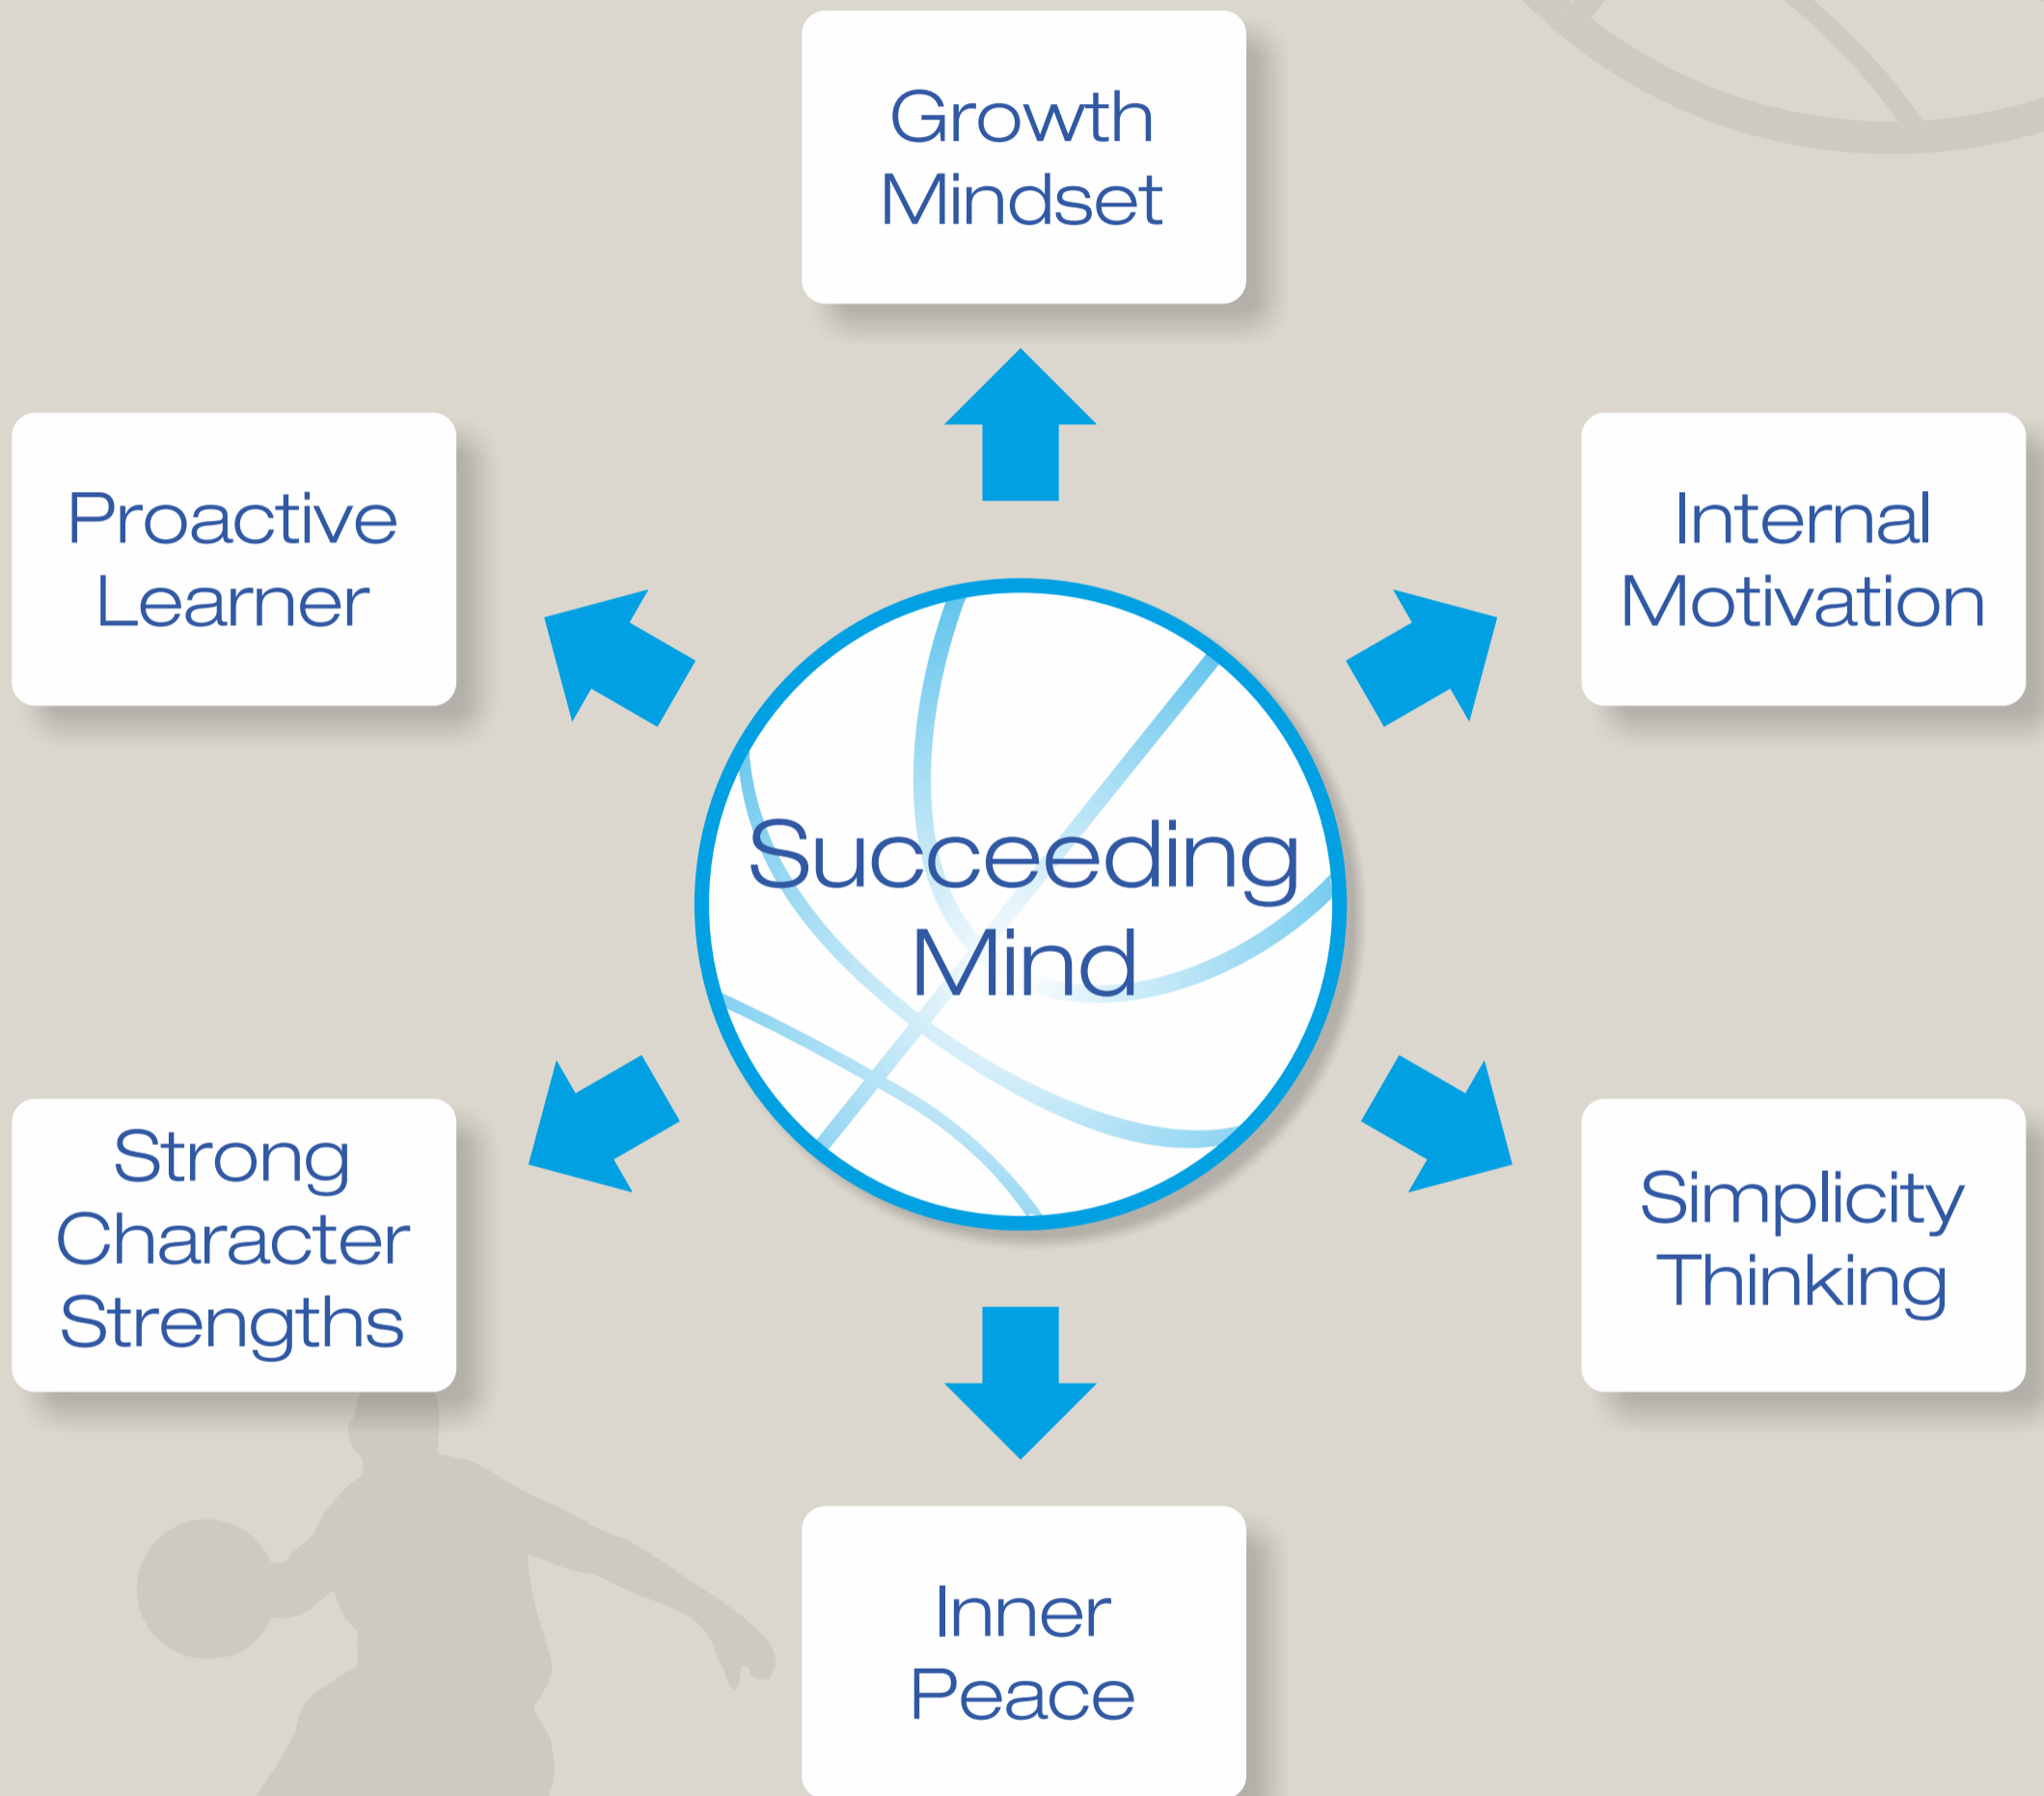 Growth
Mindset
Proactive
Learner
Internal
Motivation
Succeeding
Mind
Strong
Character
Strengths
Simplicity
Thinking
Inner
Peace